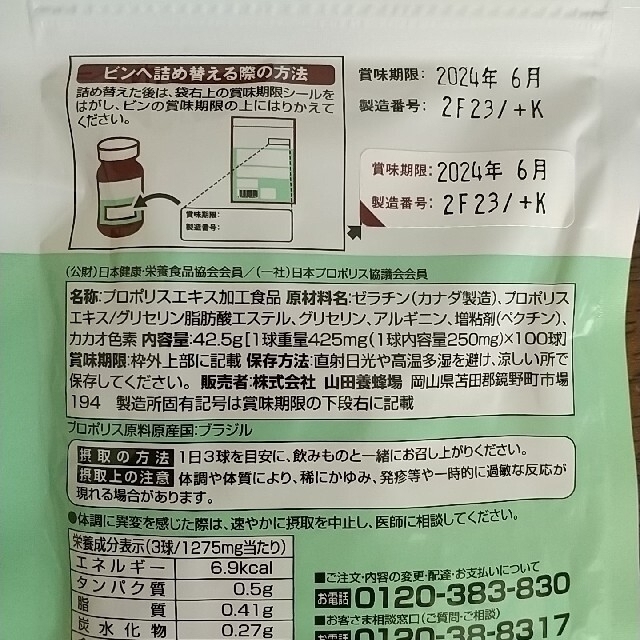 ビンへ詰め替える際の方法
詰め替えた後は、袋右上の賞味期限シールを
はがし、ビンの賞味期限の上にはりかえて
ください。
賞味期限:
製造番号:
賞味期限: 2024年 6月
製造番号: 2F23/+K
賞味期限: 2024年 6月
製造番号: 2F23/+K
(公財)日本健康・栄養食品協会会員/(一社)日本プロポリス協議会会員
名称:プロポリスエキス加工食品 原材料名:ゼラチン(カナダ製造)、プロポリス
エキス/グリセリン脂肪酸エステル、グリセリン、アルギニン、増粘剤(ペクチン)、
カカオ色素 内容量:42.5g[1球重量425mg(1球内容量250mg)×100球]
賞味期限:枠外上部に記載 保存方法:直射日光や高温多湿を避け、涼しい所で
保存してください。 販売者:株式会社 山田養蜂場 岡山県苫田郡鏡野町市場
194 製造所固有記号は賞味期限の下段右に記載
プロポリス原料原産国:ブラジル
摂取の方法 1日3球を目安に、飲みものと一緒にお召し上がりください。
摂取上の注意 体調や体質により、稀にかゆみ、発疹等や一時的に過敏な反応が
現れる場合があります。
●体調に異変を感じた際は、速やかに摂取を中止し、医師に相談してください。
栄養成分表示(3球/1275mg当たり)
エネルギー 6.9kcal
タンパク質 0.5g
脂質 0.41g
炭水化物 0.27g
■ご注文・内容の変更・配達・お支払いについて
お電話 0120-383-830
■お客さま相談窓口(ご質問・ご相談)
0120-38-8317